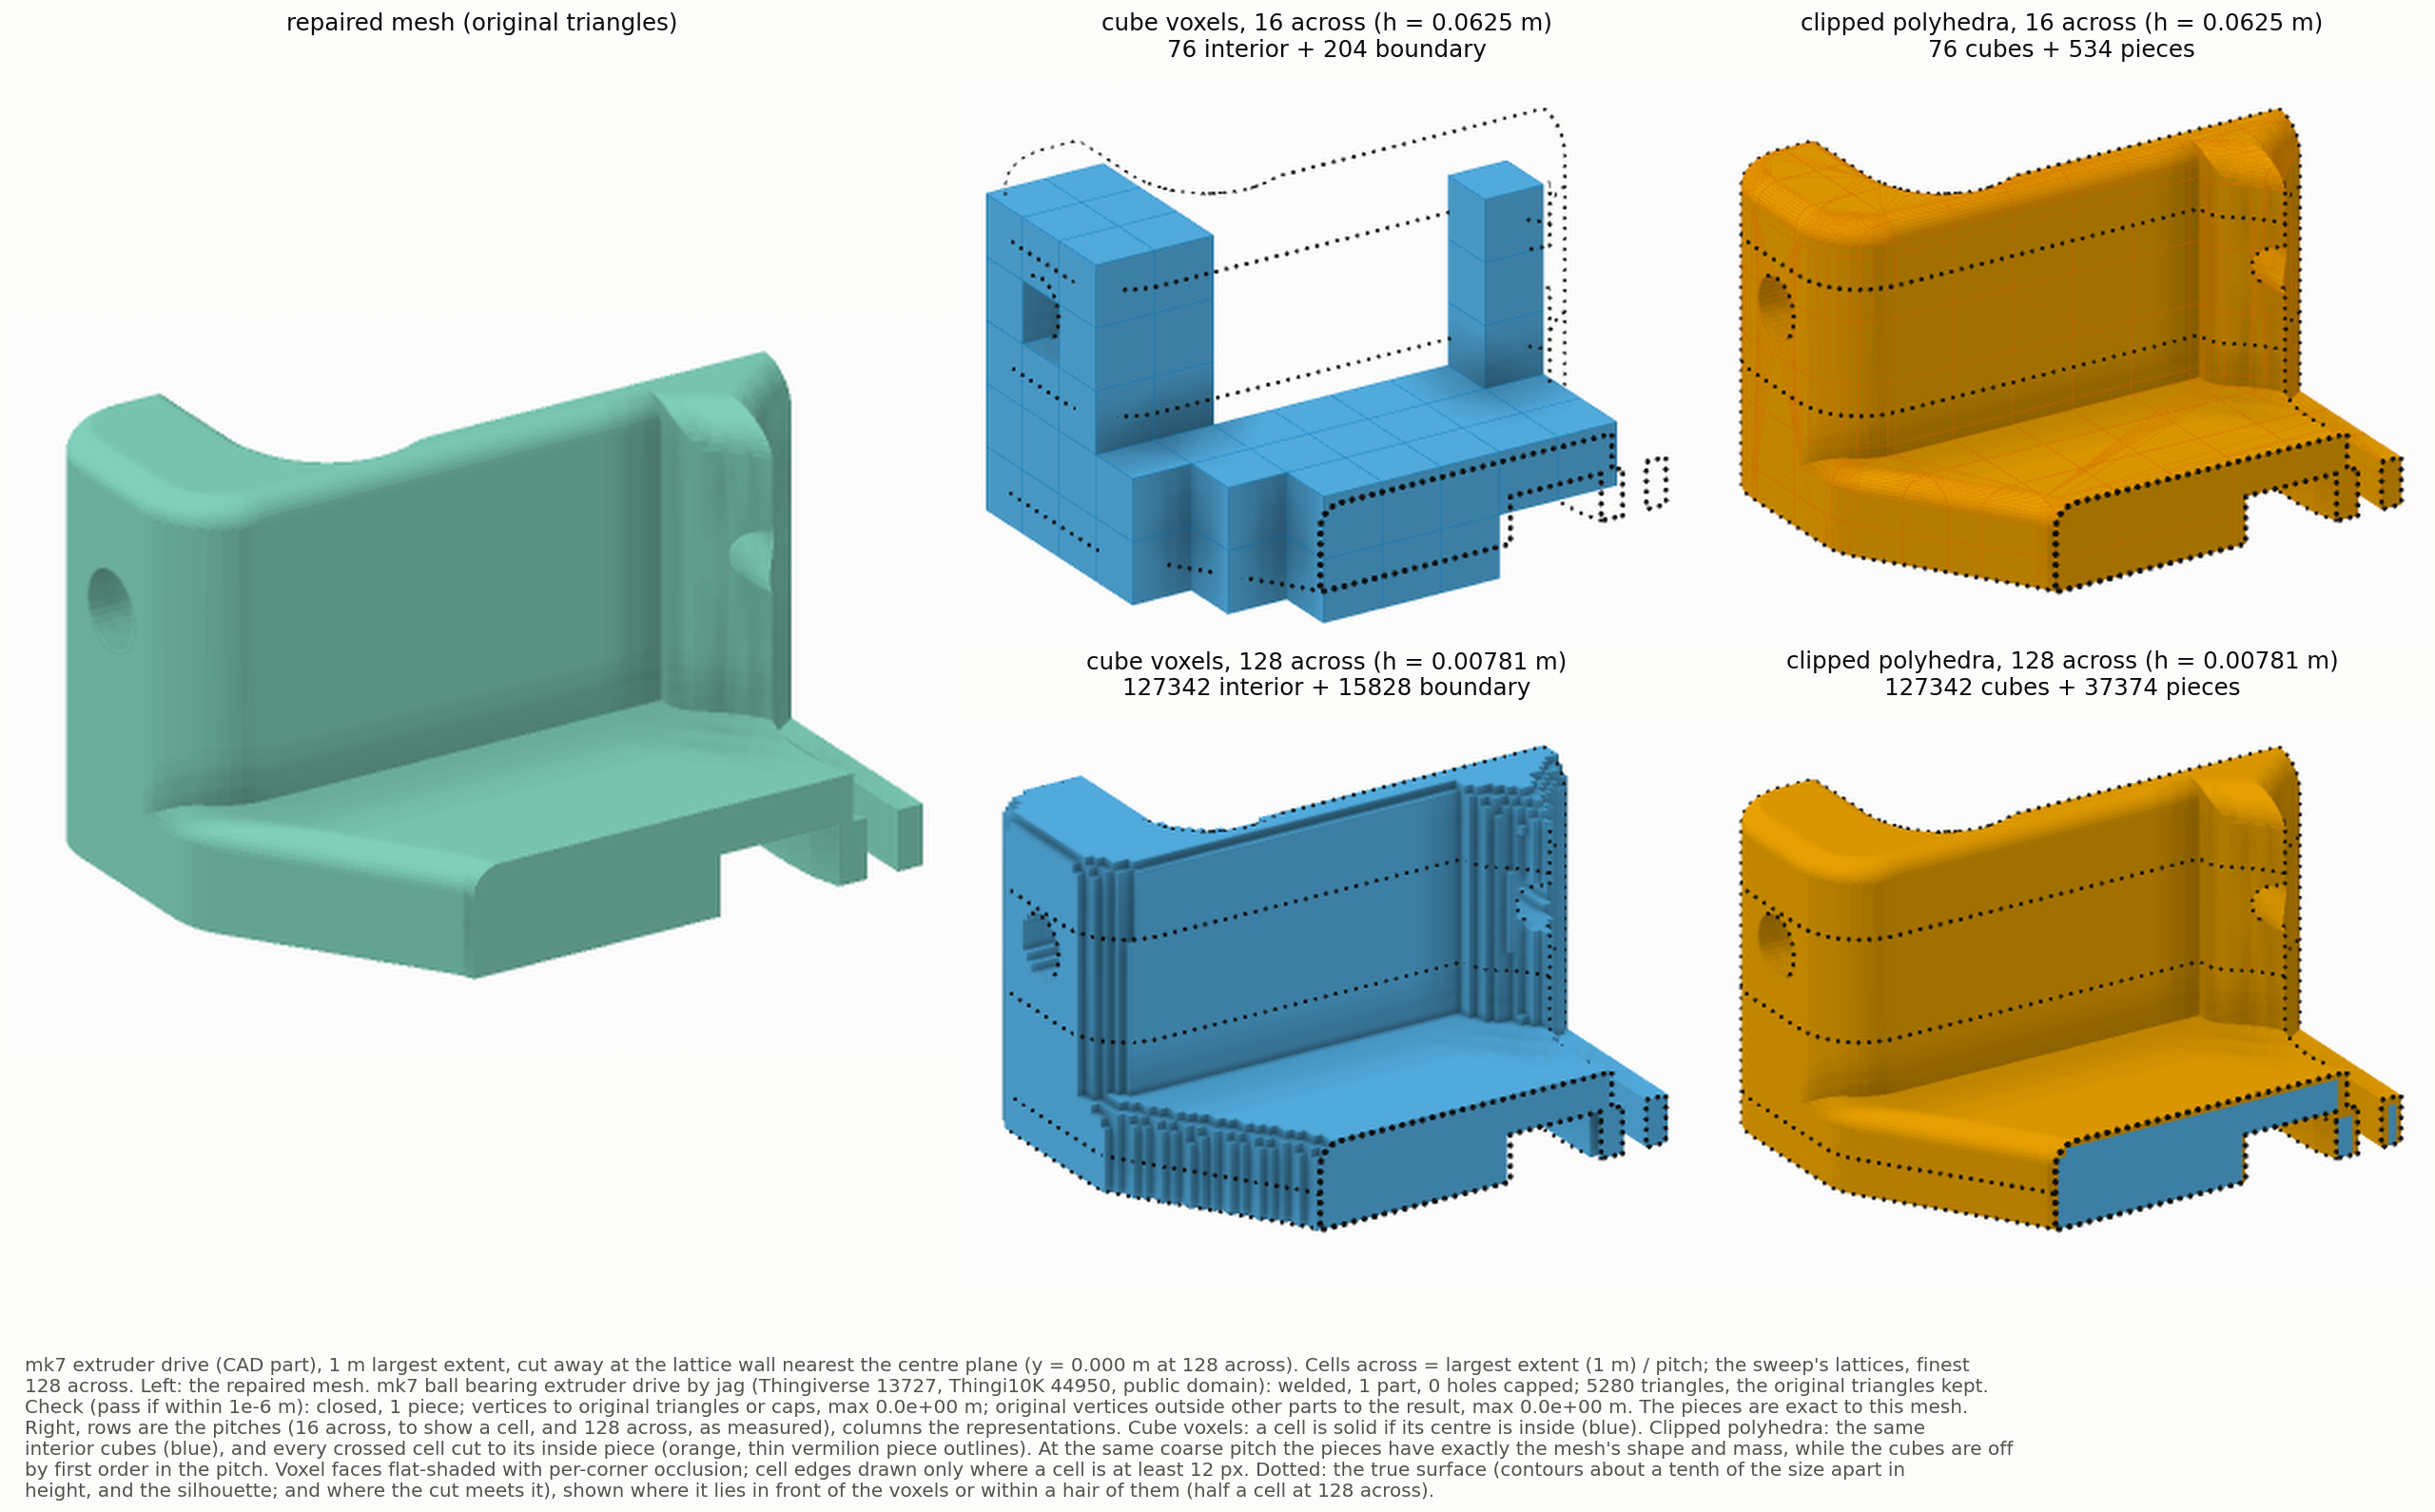 repaired mesh (original triangles)
cube voxels, 16 across (h = 0.0625 m)
76 interior + 204 boundary
clipped polyhedra, 16 across (h = 0.0625 m)
76 cubes + 534 pieces
cube voxels, 128 across (h = 0.00781 m)
127342 interior + 15828 boundary
clipped polyhedra, 128 across (h = 0.00781 m)
127342 cubes + 37374 pieces
mk7 extruder drive (CAD part), 1 m largest extent, cut away at the lattice wall nearest the centre plane (y = 0.000 m at 128 across). Cells across = largest extent (1 m) / pitch; the sweep's lattices, finest
128 across. Left: the repaired mesh. mk7 ball bearing extruder drive by jag (Thingiverse 13727, Thingi10K 44950, public domain): welded, 1 part, 0 holes capped; 5280 triangles, the original triangles kept.
Check (pass if within 1e-6 m): closed, 1 piece; vertices to original triangles or caps, max 0.0e+00 m; original vertices outside other parts to the result, max 0.0e+00 m. The pieces are exact to this mesh.
Right, rows are the pitches (16 across, to show a cell, and 128 across, as measured), columns the representations. Cube voxels: a cell is solid if its centre is inside (blue). Clipped polyhedra: the same
interior cubes (blue), and every crossed cell cut to its inside piece (orange, thin vermilion piece outlines). At the same coarse pitch the pieces have exactly the mesh's shape and mass, while the cubes are off
by first order in the pitch. Voxel faces flat-shaded with per-corner occlusion; cell edges drawn only where a cell is at least 12 px. Dotted: the true surface (contours about a tenth of the size apart in
height, and the silhouette; and where the cut meets it), shown where it lies in front of the voxels or within a hair of them (half a cell at 128 across).